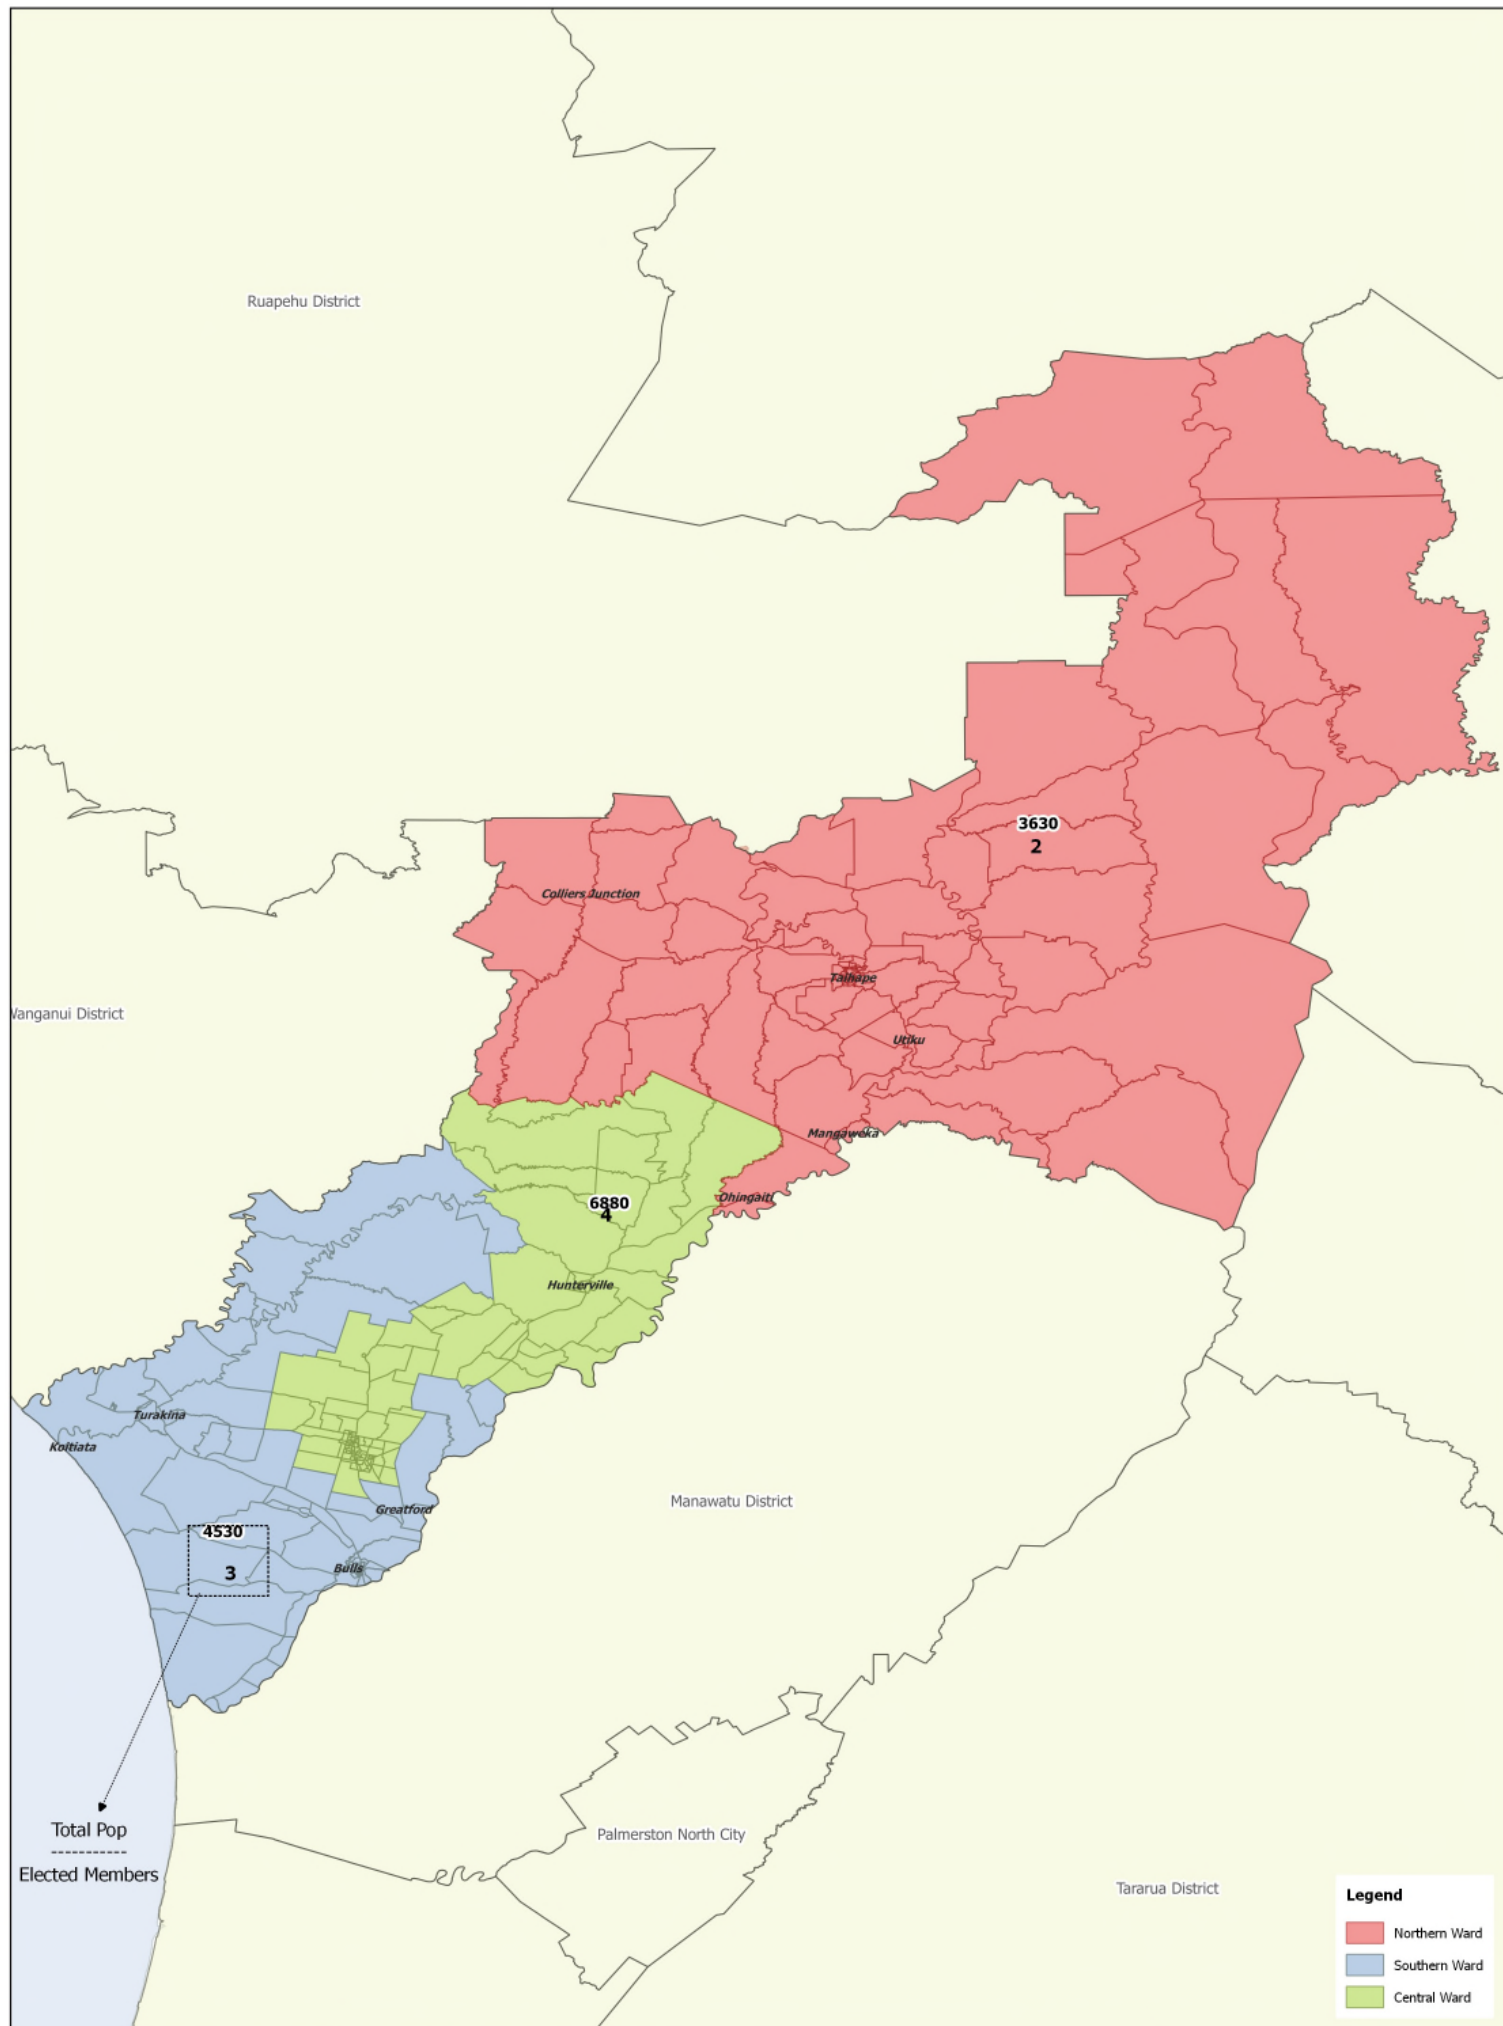 Ruapehu District
3630
2
Colliers Junction
Taihape
Wanganui District
Utiku
Mangaweka
Ohingaiti
6880
4
Hunterville
Turakina
Koitiata
Manawatu District
Greatford
4530
3
Bulls
Total Pop
Elected Members
Palmerston North City
Tararua District
Legend
Northern Ward
Southern Ward
Central Ward